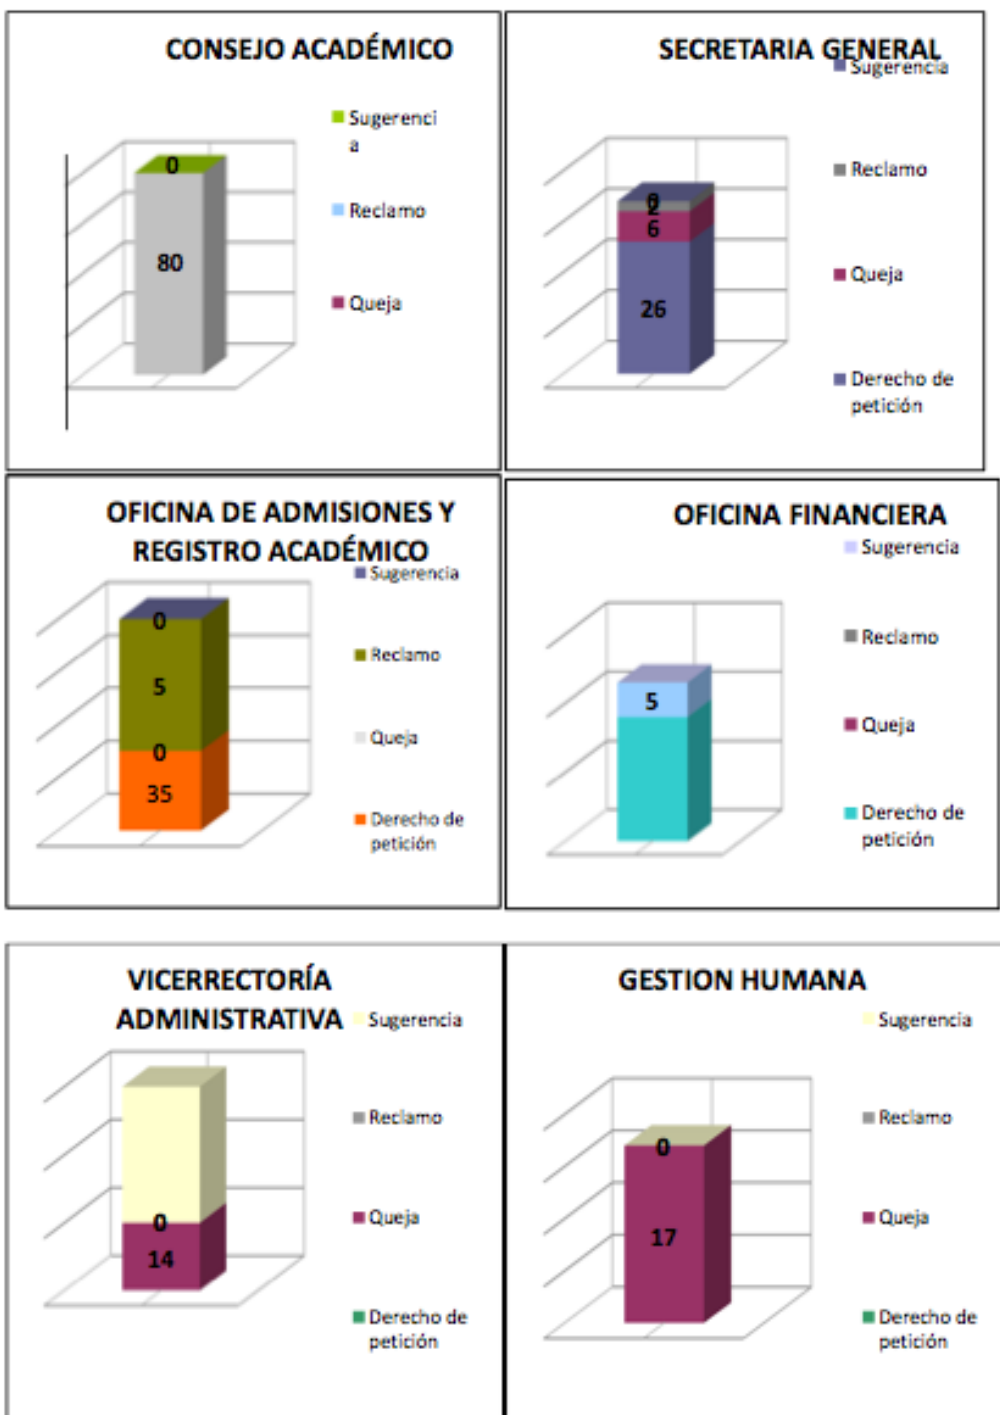 CONSEJO ACADÉMICO
Sugerenci
a
Reclamo
Queja
0
80
SECRETARIA GENERAL
Sugerencia
Reclamo
Queja
Derecho de
petición
0
2
6
26
OFICINA DE ADMISIONES Y
REGISTRO ACADÉMICO
Sugerencia
Reclamo
Queja
Derecho de
petición
0
5
0
35
OFICINA FINANCIERA
Sugerencia
Reclamo
Queja
Derecho de
petición
5
VICERRECTORÍA
ADMINISTRATIVA
Sugerencia
Reclamo
Queja
Derecho de
petición
0
14
GESTION HUMANA
Sugerencia
Reclamo
Queja
Derecho de
petición
0
17